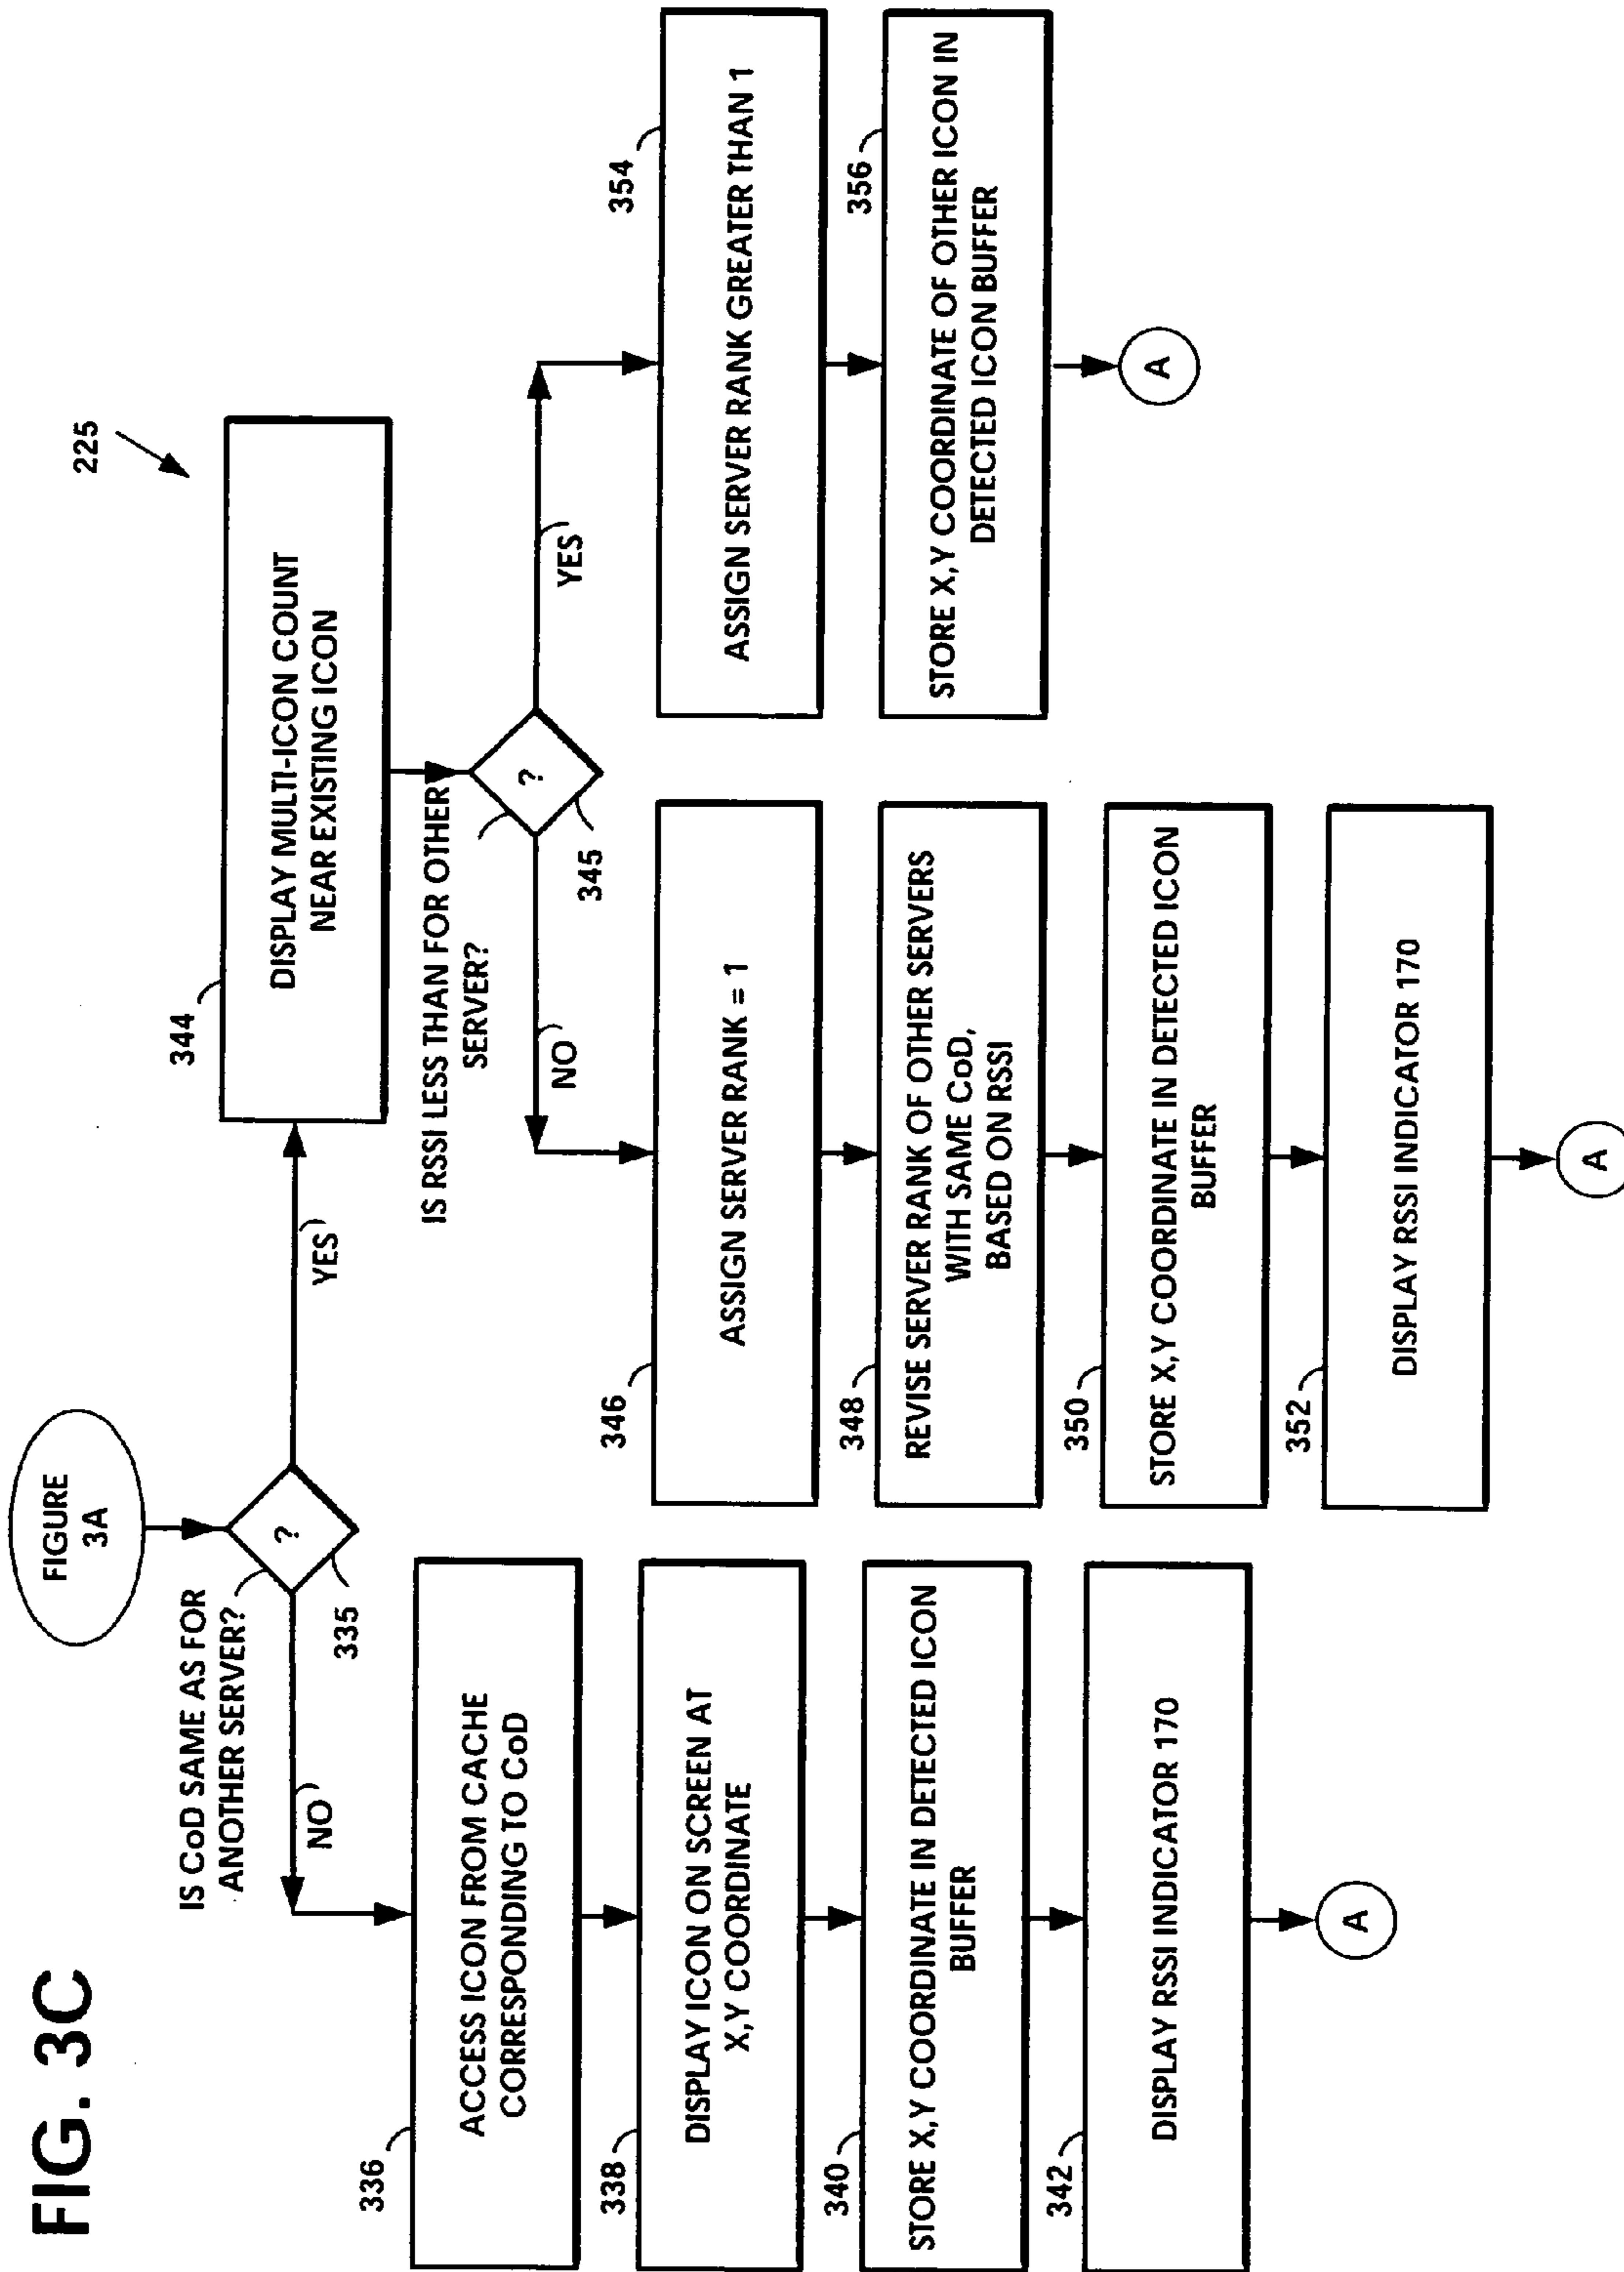 FIG. 3C
225
FIGURE
3A
IS CoD SAME AS FOR
ANOTHER SERVER?
?
335
NO
YES
336
ACCESS ICON FROM CACHE
CORRESPONDING TO CoD
338
DISPLAY ICON ON SCREEN AT
X,Y COORDINATE
340
STORE X,Y COORDINATE IN DETECTED ICON
BUFFER
342
DISPLAY RSSI INDICATOR 170
A
344
DISPLAY MULTI-ICON COUNT
NEAR EXISTING ICON
IS RSSI LESS THAN FOR OTHER
SERVER?
?
345
NO
YES
346
ASSIGN SERVER RANK = 1
348
REVISE SERVER RANK OF OTHER SERVERS
WITH SAME CoD,
BASED ON RSSI
350
STORE X,Y COORDINATE IN DETECTED ICON
BUFFER
352
DISPLAY RSSI INDICATOR 170
A
354
ASSIGN SERVER RANK GREATER THAN 1
356
STORE X,Y COORDINATE OF OTHER ICON IN
DETECTED ICON BUFFER
A